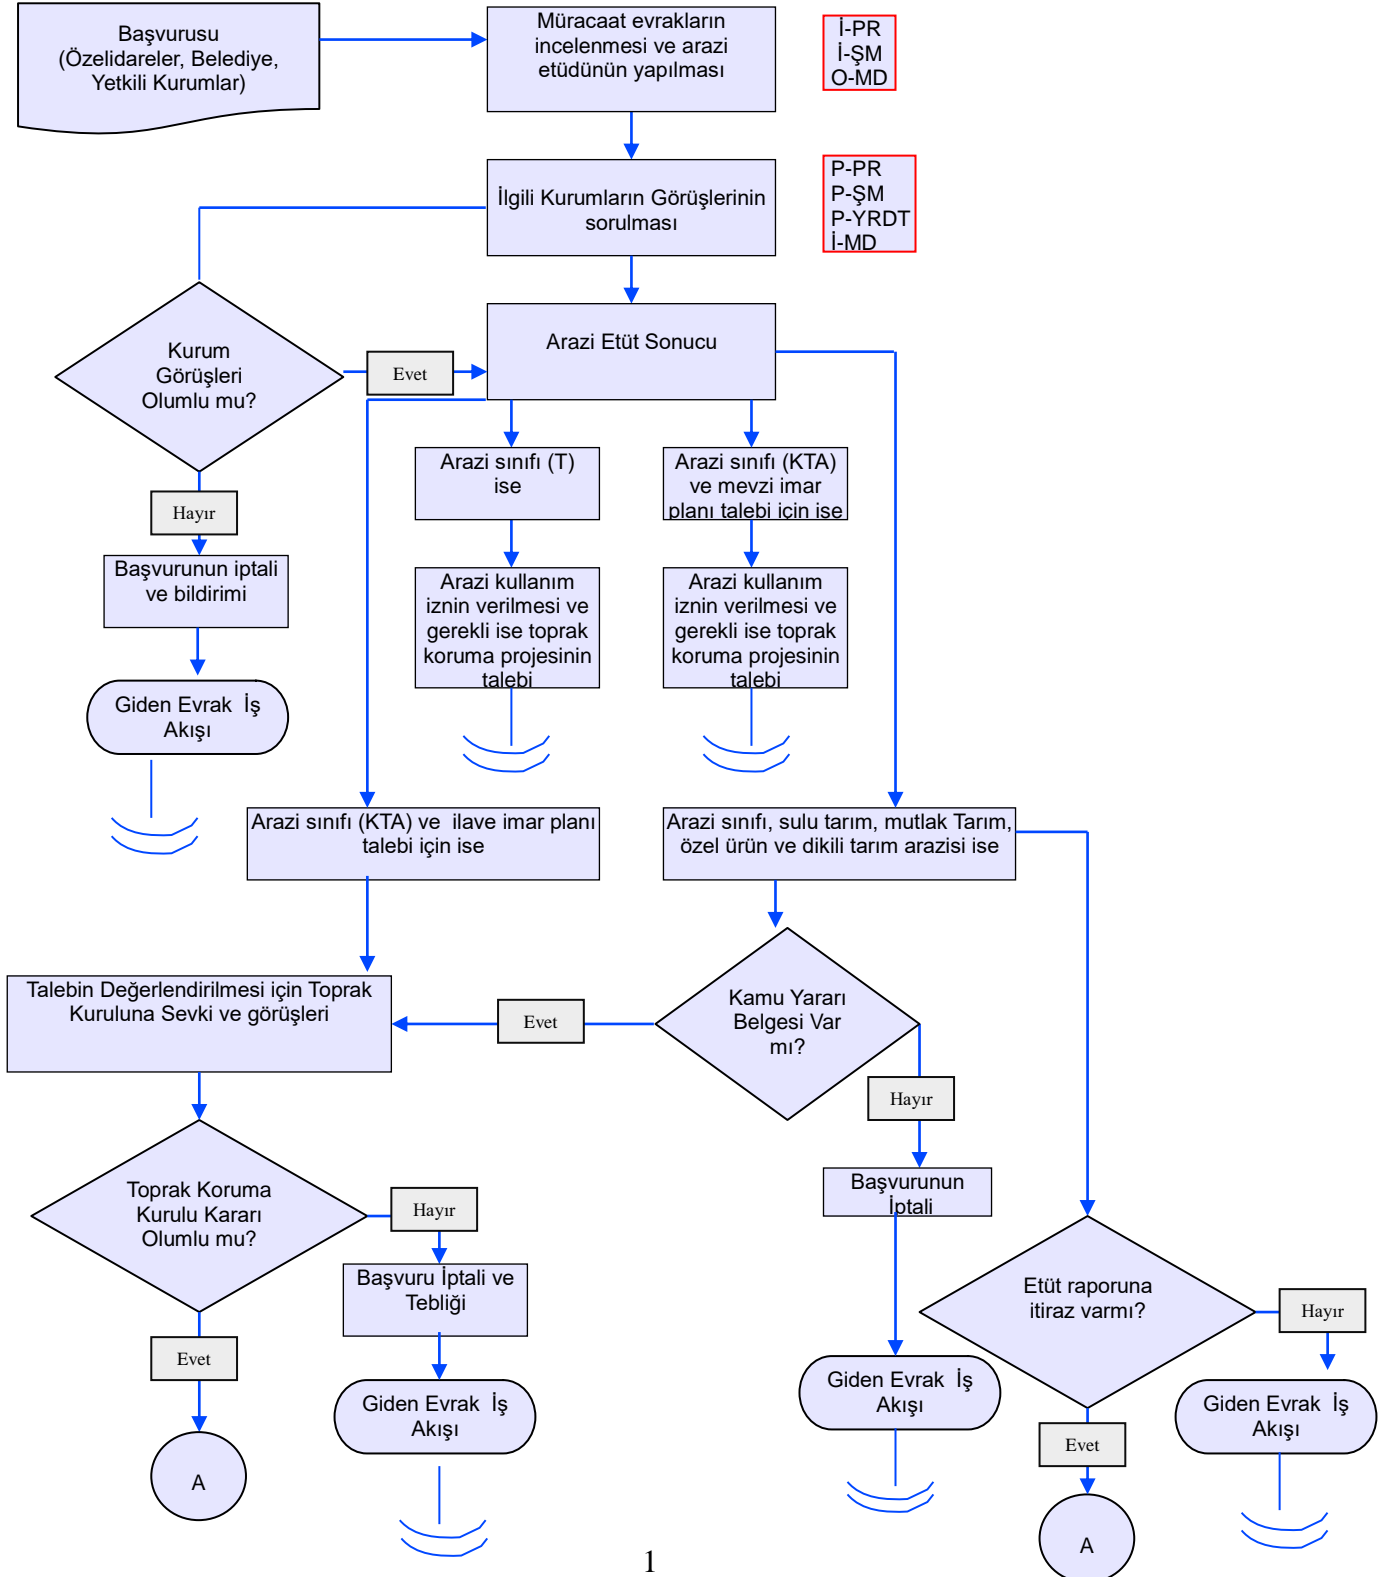 Başvurusu
(Özelidareler, Belediye,
Yetkili Kurumlar)
Müracaat evrakların
incelenmesi ve arazi
etüdünün yapılması
İ-PR
İ-ŞM
O-MD
İlgili Kurumların Görüşlerinin
sorulması
P-PR
P-ŞM
P-YRDT
İ-MD
Kurum
Görüşleri
Olumlu mu?
Evet
Arazi Etüt Sonucu
Hayır
Başvurunun iptali
ve bildirimi
Giden Evrak İş
Akışı
Arazi sınıfı (T)
ise
Arazi sınıfı (KTA)
ve mevzi imar
planı talebi için ise
Arazi kullanım
iznin verilmesi ve
gerekli ise toprak
koruma projesinin
talebi
Arazi kullanım
iznin verilmesi ve
gerekli ise toprak
koruma projesinin
talebi
Arazi sınıfı (KTA) ve ilave imar planı
talebi için ise
Arazi sınıfı, sulu tarım, mutlak Tarım,
özel ürün ve dikili tarım arazisi ise
Talebin Değerlendirilmesi için Toprak
Kuruluna Sevki ve görüşleri
Evet
Kamu Yararı
Belgesi Var
mı?
Hayır
Başvurunun
İptali
Toprak Koruma
Kurulu Kararı
Olumlu mu?
Hayır
Başvuru İptali ve
Tebliği
Evet
A
Giden Evrak İş
Akışı
Giden Evrak İş
Akışı
Etüt raporuna
itiraz varmı?
Hayır
Giden Evrak İş
Akışı
Evet
A
1